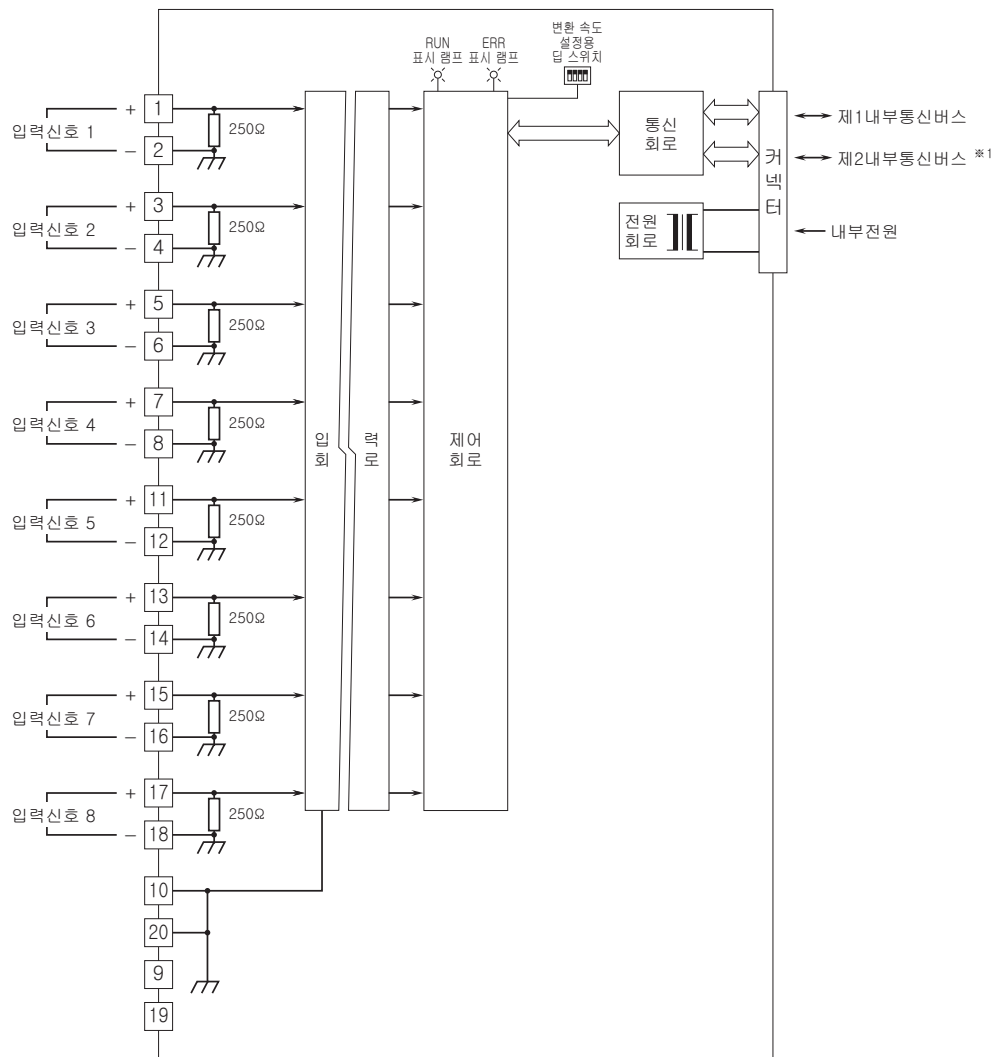 RUN
표시 램프
ERR
표시 램프
변환 속도
설정용
딥 스위치
입력신호 1
+ 1
− 2
250Ω
입력신호 2
+ 3
− 4
250Ω
입력신호 3
+ 5
− 6
250Ω
입력신호 4
+ 7
− 8
250Ω
입력신호 5
+ 11
− 12
250Ω
입력신호 6
+ 13
− 14
250Ω
입력신호 7
+ 15
− 16
250Ω
입력신호 8
+ 17
− 18
250Ω
10
20
9
19
입 력
회 로
제어
회로
통신
회로
전원
회로
커넥터
제1내부통신버스
제2내부통신버스 ※1
내부전원